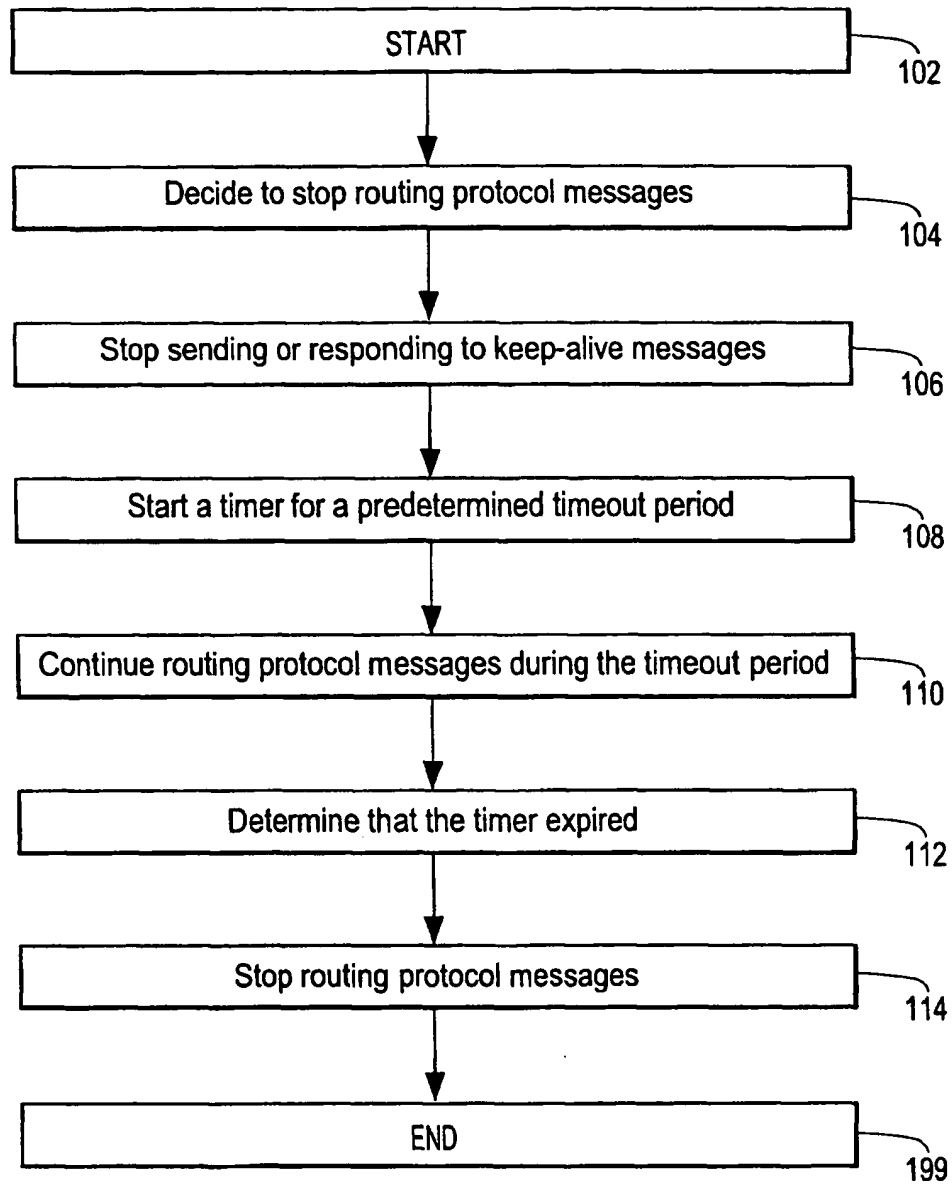 START
102
Decide to stop routing protocol messages
104
Stop sending or responding to keep-alive messages
106
Start a timer for a predetermined timeout period
108
Continue routing protocol messages during the timeout period
110
Determine that the timer expired
112
Stop routing protocol messages
114
END
199